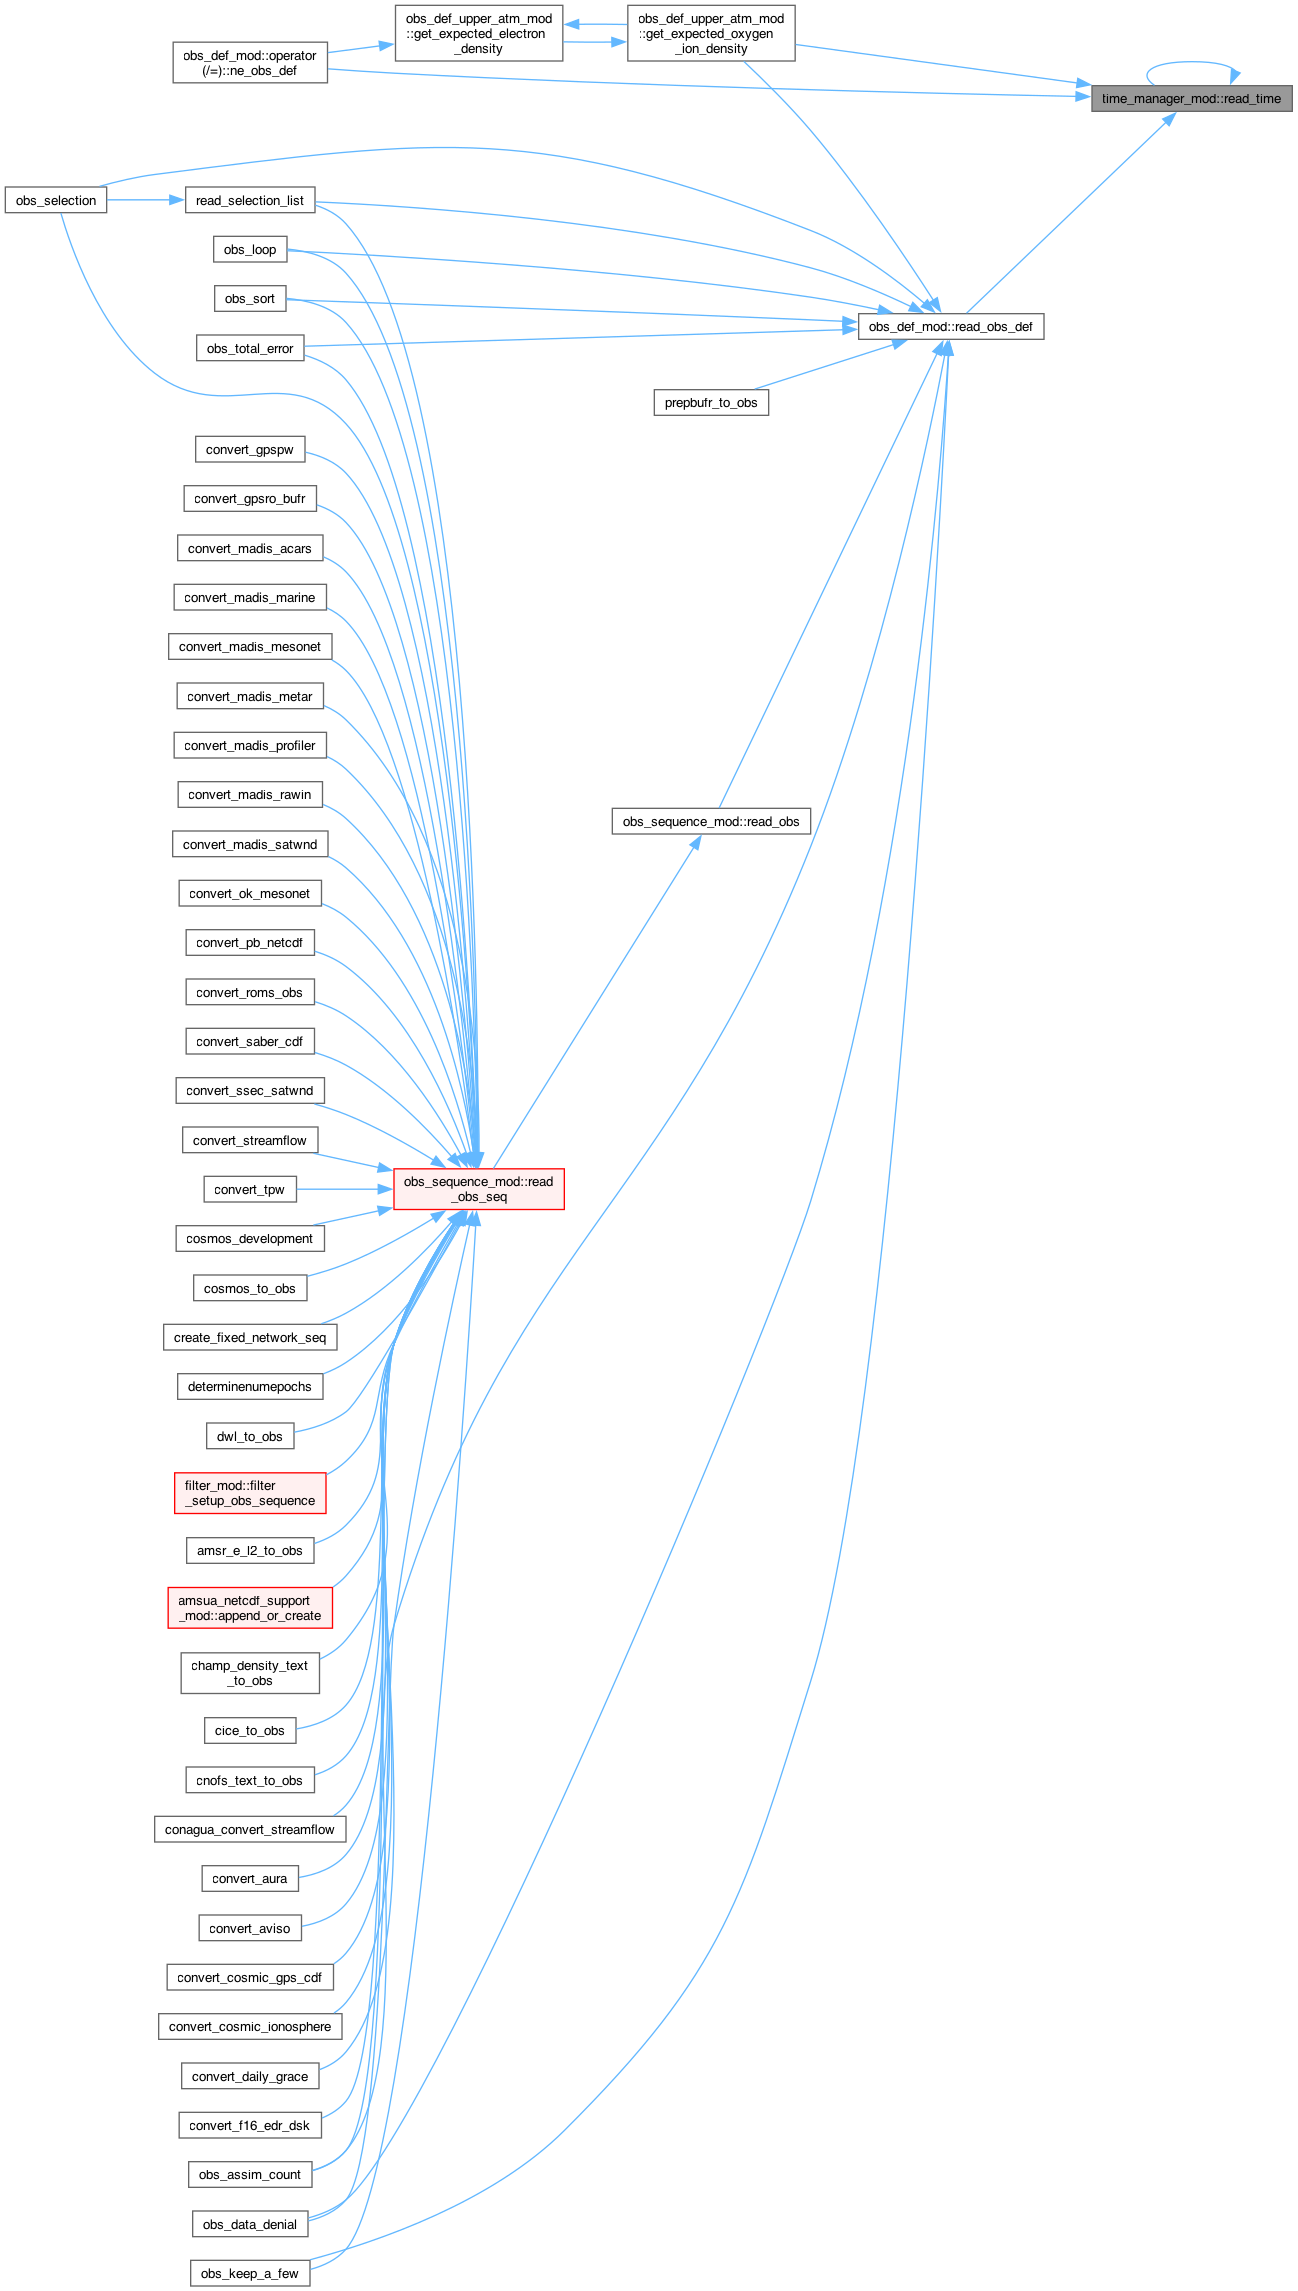 obs_def_upper_atm_mod
::get_expected_electron
_density
obs_def_upper_atm_mod
::get_expected_oxygen
_ion_density
obs_def_mod::operator
(/=)::ne_obs_def
time_manager_mod::read_time
obs_selection
read_selection_list
obs_loop
obs_sort
obs_def_mod::read_obs_def
obs_total_error
prepbufr_to_obs
convert_gpspw
convert_gpsro_bufr
convert_madis_acars
convert_madis_marine
convert_madis_mesonet
convert_madis_metar
convert_madis_profiler
convert_madis_rawin
obs_sequence_mod::read_obs
convert_madis_satwnd
convert_ok_mesonet
convert_pb_netcdf
convert_roms_obs
convert_saber_cdf
convert_ssec_satwnd
convert_streamflow
obs_sequence_mod::read
_obs_seq
convert_tpw
cosmos_development
cosmos_to_obs
create_fixed_network_seq
determinenumepochs
dwl_to_obs
filter_mod::filter
_setup_obs_sequence
amsr_e_l2_to_obs
amsua_netcdf_support
_mod::append_or_create
champ_density_text
_to_obs
cice_to_obs
cnofs_text_to_obs
conagua_convert_streamflow
convert_aura
convert_aviso
convert_cosmic_gps_cdf
convert_cosmic_ionosphere
convert_daily_grace
convert_f16_edr_dsk
obs_assim_count
obs_data_denial
obs_keep_a_few